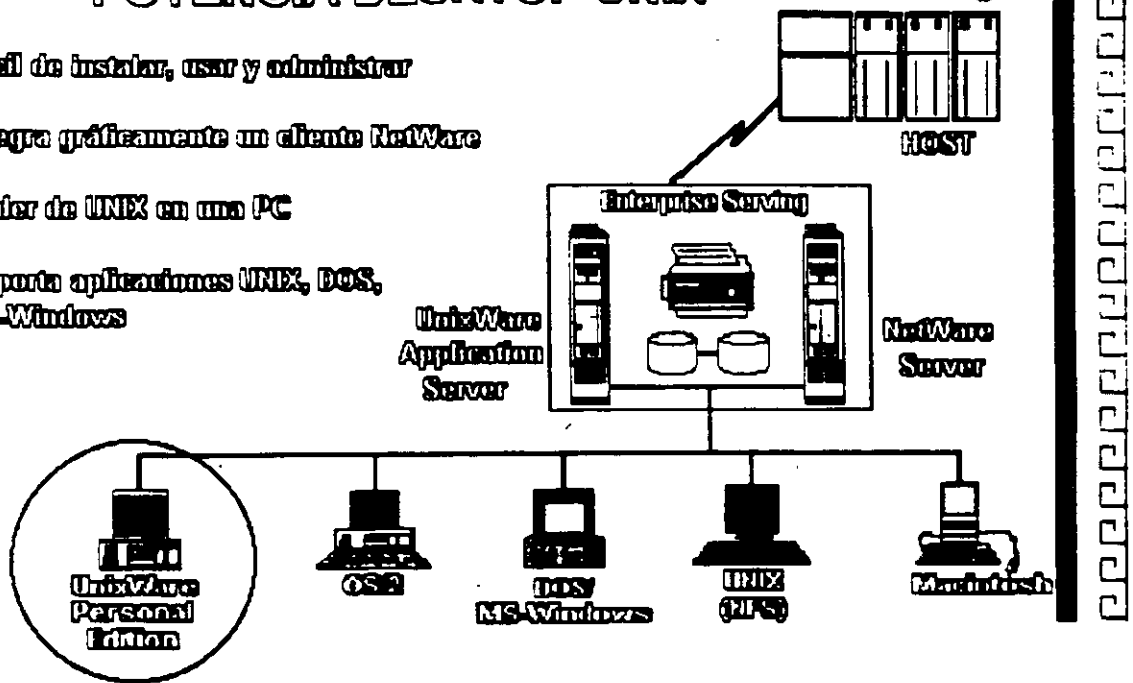 POTENCIA DESKTOP UNIX
cil de instalar, usar y administrar
egra gráficamente un cliente NetWare
der de UNIX en una PC
porta aplicaciones UNIX, DOS,
-Windows
HOST
Enterprise Serving
UnixWare
Application
Server
NetWare
Server
UnixWare
Personal
Edition
OS 2
DOS/
MS-Windows
UNIX
(NFS)
Macintosh